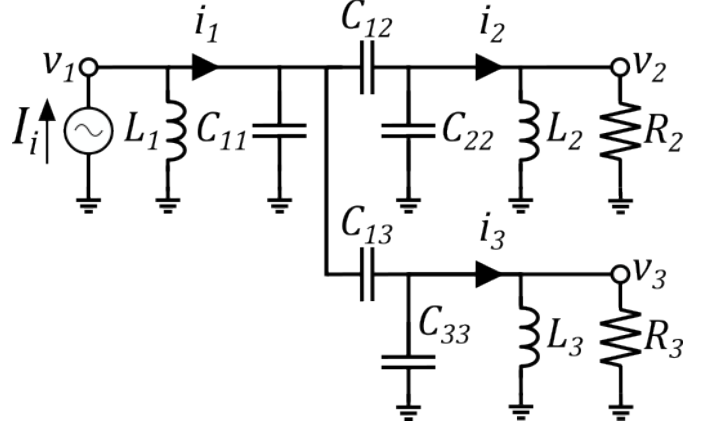 i₁ C₁₂ i₂
v₁ v₂
Iᵢ L₁ C₁₁ C₂₂ L₂ R₂
C₁₃ i₃
v₃
C₃₃ L₃ R₃